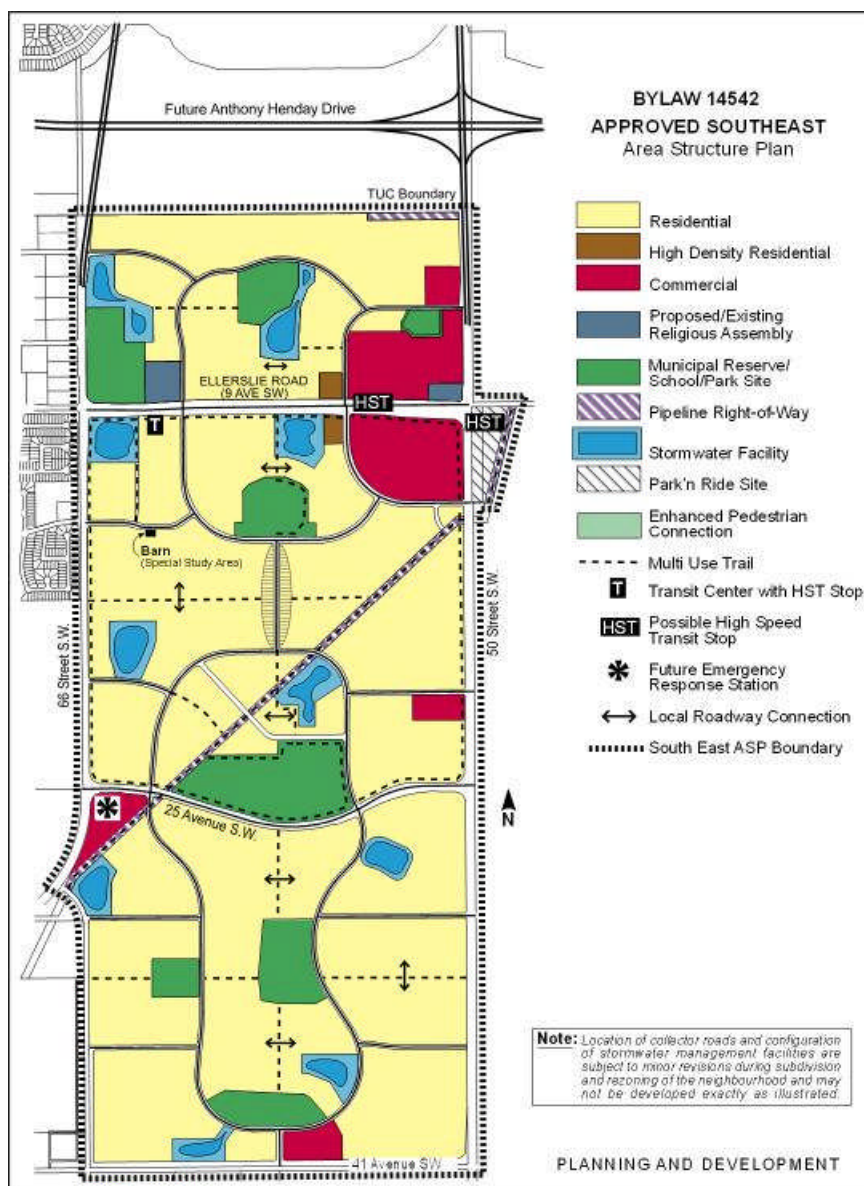 BYLAW 14542
APPROVED SOUTHEAST
Area Structure Plan
Future Anthony Henday Drive
TUC Boundary
ELLERSLIE ROAD
(9 AVE SW)
HST
HST
T
Barn
(Special Study Area)
66 Street S.W.
50 Street S.W.
25 Avenue S.W.
N
41 Avenue SW
Residential
High Density Residential
Commercial
Proposed/Existing
Religious Assembly
Municipal Reserve/
School/Park Site
Pipeline Right-of-Way
Stormwater Facility
Park'n Ride Site
Enhanced Pedestrian
Connection
Multi Use Trail
T Transit Center with HST Stop
HST Possible High Speed
Transit Stop
Future Emergency
Response Station
Local Roadway Connection
South East ASP Boundary
Note: Location of collector roads and configuration
of stormwater management facilities are
subject to minor revisions during subdivision
and rezoning of the neighbourhood and may
not be developed exactly as illustrated.
PLANNING AND DEVELOPMENT